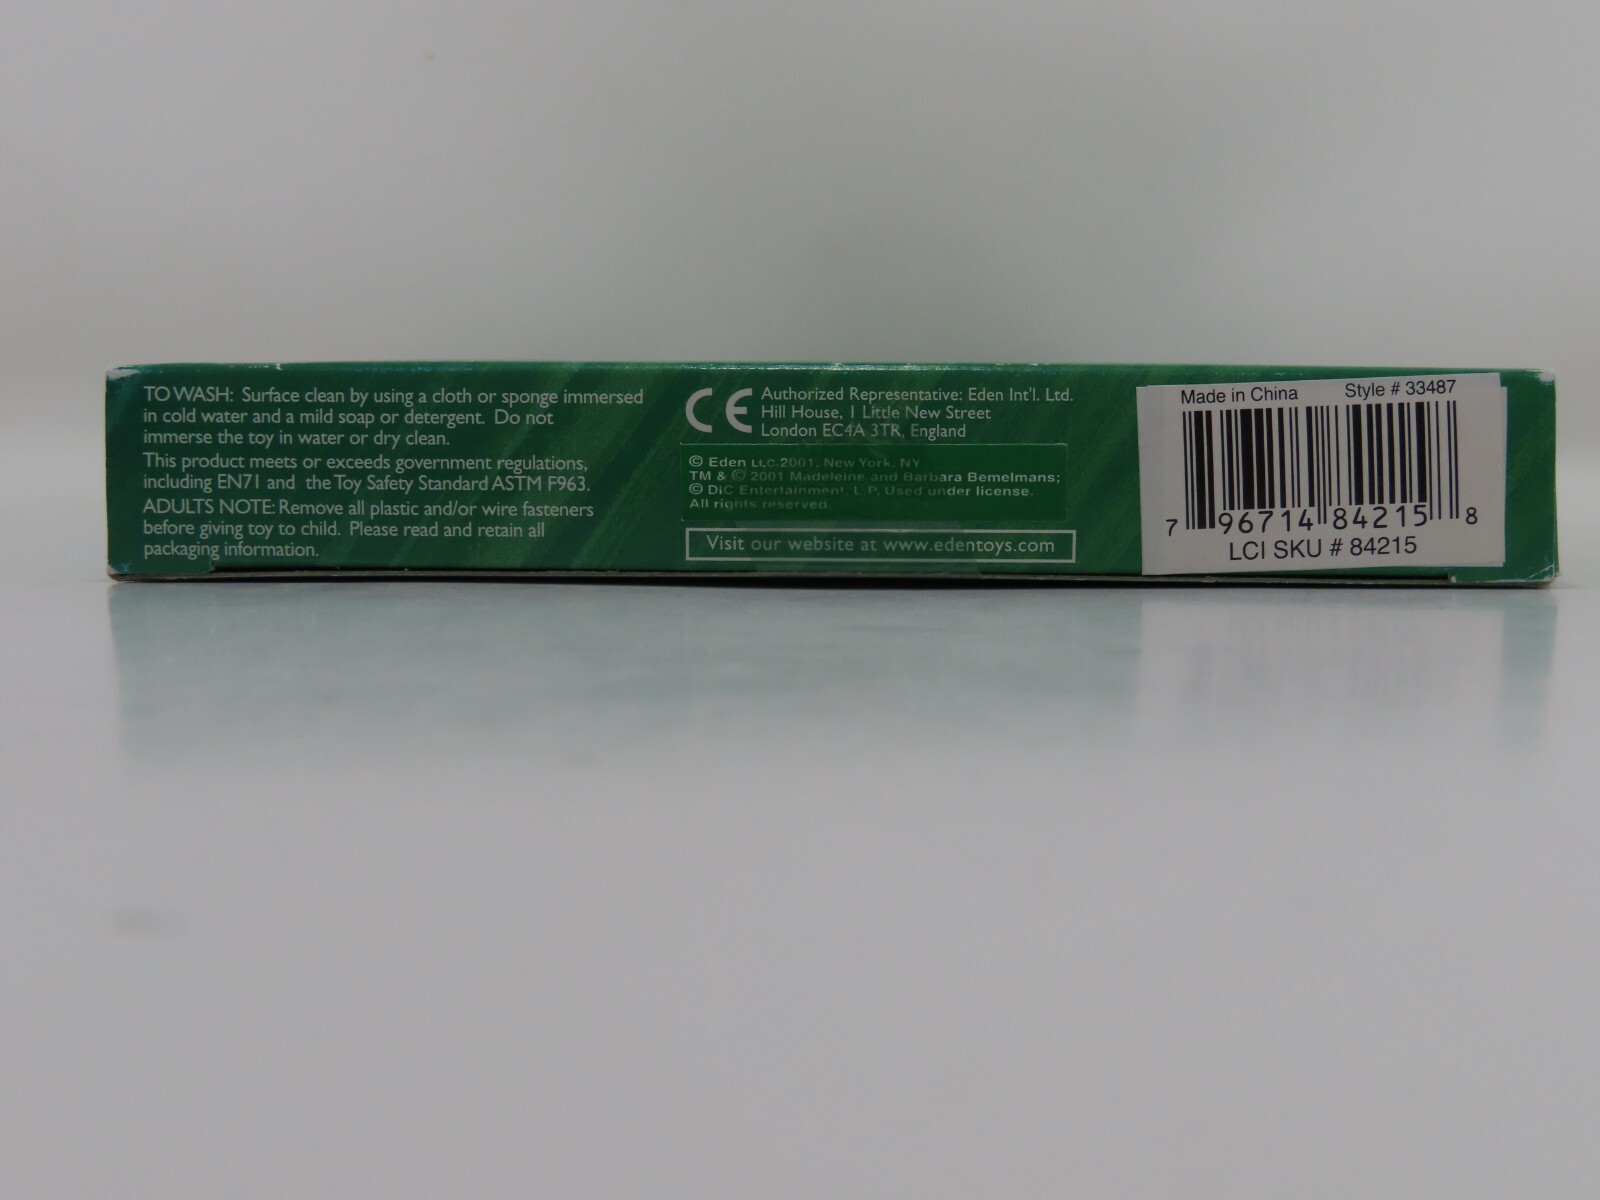 TO WASH: Surface clean by using a cloth or sponge immersed
in cold water and a mild soap or detergent. Do not
immerse the toy in water or dry clean.
This product meets or exceeds government regulations,
including EN71 and the Toy Safety Standard ASTM F963.
ADULTS NOTE: Remove all plastic and/or wire fasteners
before giving toy to child. Please read and retain all
packaging information.
CE
Authorized Representative: Eden Int'l. Ltd.
Hill House, 1 Little New Street
London EC4A 3TR, England
© Eden LLC 2001, New York, NY
TM & © 2001 Madeleine and Barbara Bemelmans;
© DiC Entertainment, L. P. Used under license.
All rights reserved.
Visit our website at www.edentoys.com
Made in China Style # 33487
7 96714 84215 8
LCI SKU # 84215